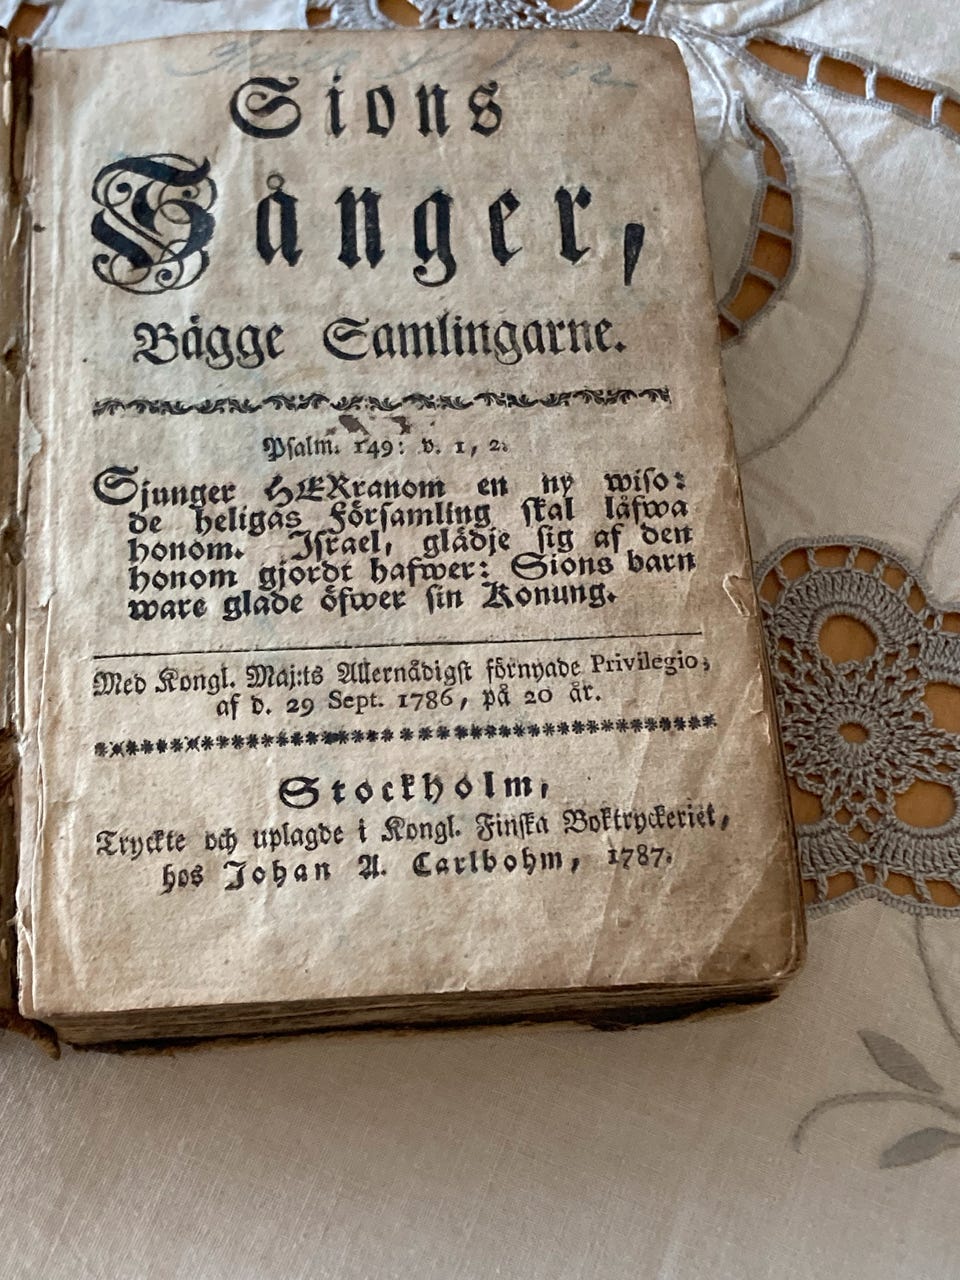 Sions
Sånger,
Bägge Samlingarne.
Psalm. 149: v. 1, 2.
Sjunger HERranom en ny wiso:
de heligas Församling skal låfwa
honom. Israel, glädje sig af den
honom gjordt hafwer: Sions barn
ware glade öfwer sin Konung.
Med Kongl. Maj:ts Allernådigst förnyade Privilegio,
af d. 29 Sept. 1786, på 20 år.
Stockholm,
Tryckte och uplagde i Kongl. Finska Boktryckeriet,
hos Johan A. Carlbohm, 1787.